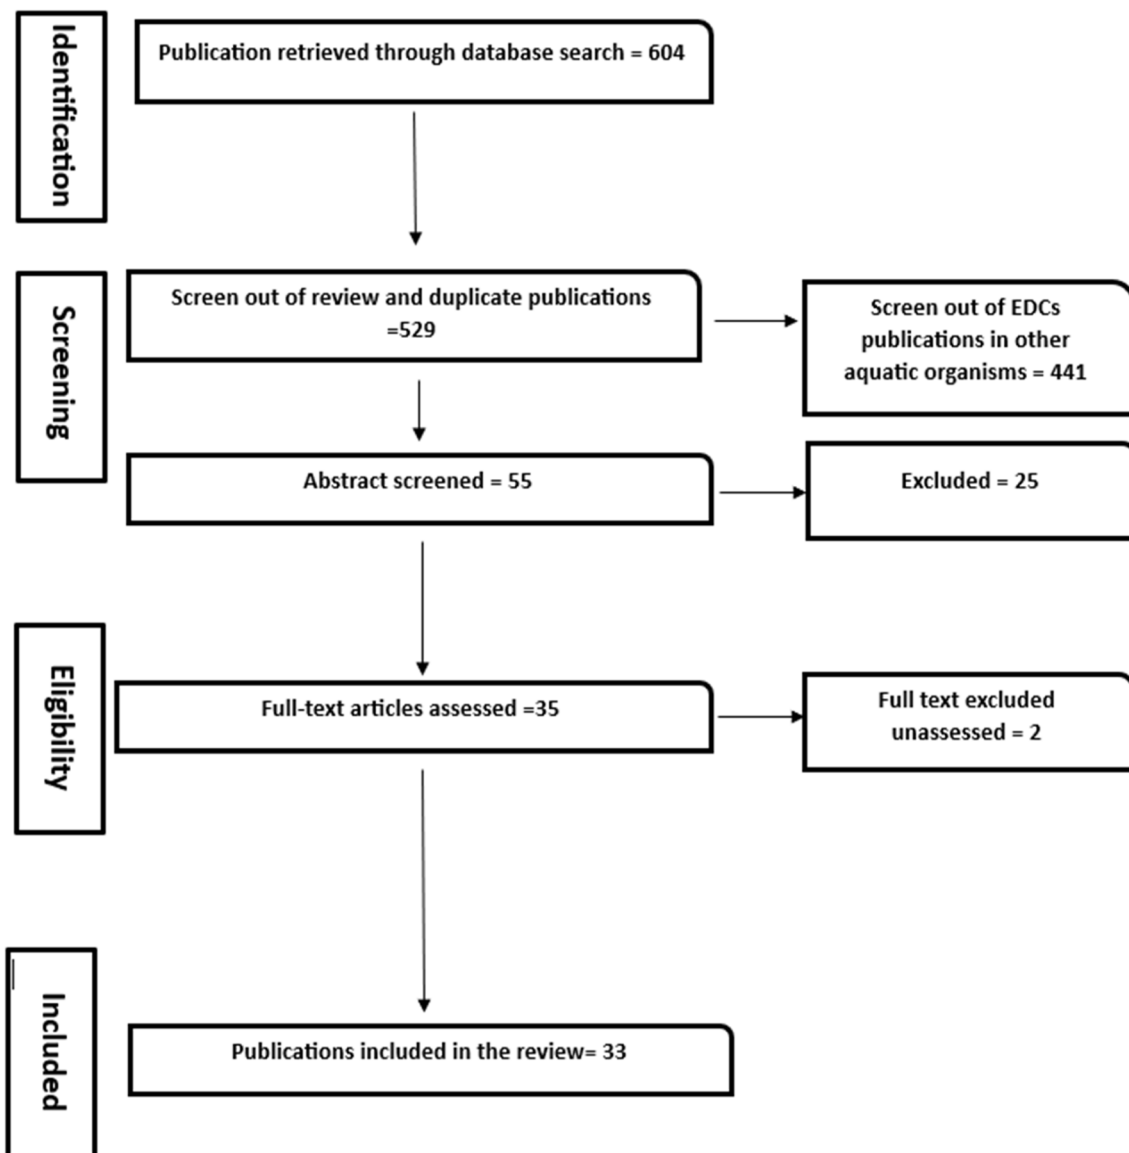 Identification
Publication retrieved through database search = 604
Screening
Screen out of review and duplicate publications
=529
Screen out of EDCs
publications in other
aquatic organisms = 441
Abstract screened = 55
Excluded = 25
Eligibility
Full-text articles assessed =35
Full text excluded
unassessed = 2
Included
Publications included in the review= 33